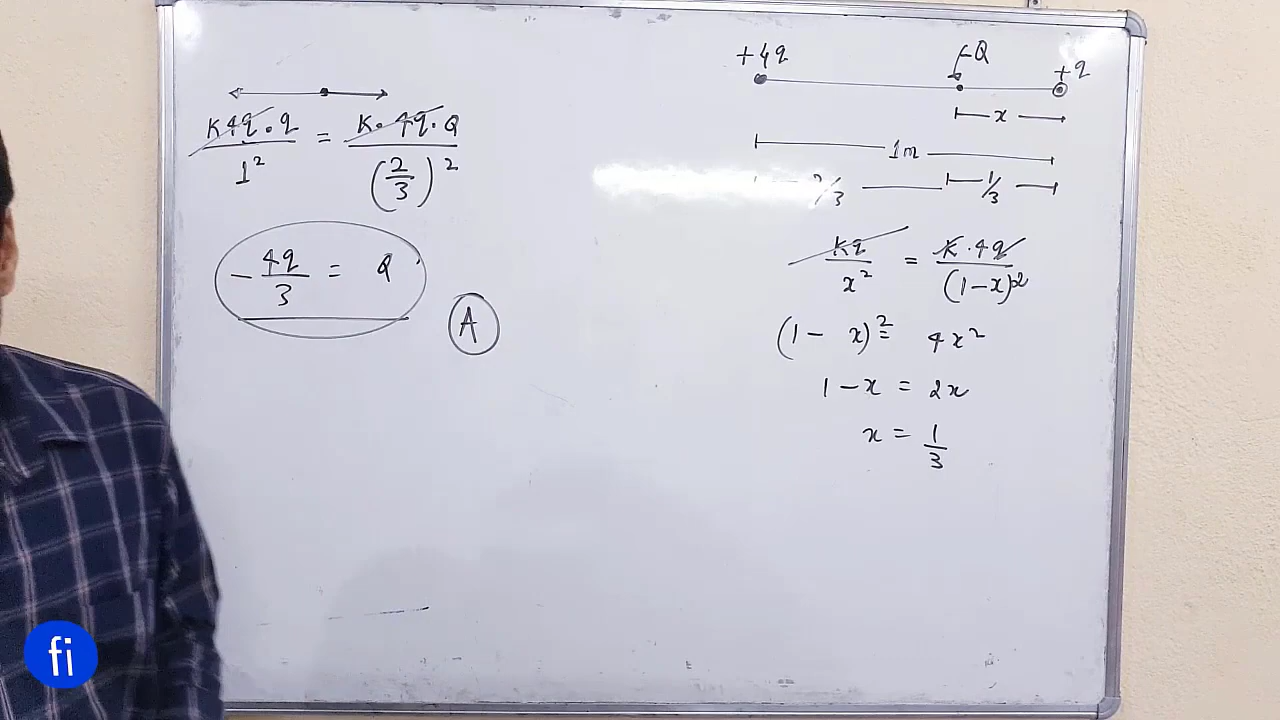 K4q · q / 1² = K · 4q · Q / (2/3)²
- 4q/3 = Q
A
+4q -Q +q
x
1m
2/3 1/3
Kq / x² = K · 4q / (1-x)²
(1 - x)² = 4x²
1 - x = 2x
x = 1/3
fi